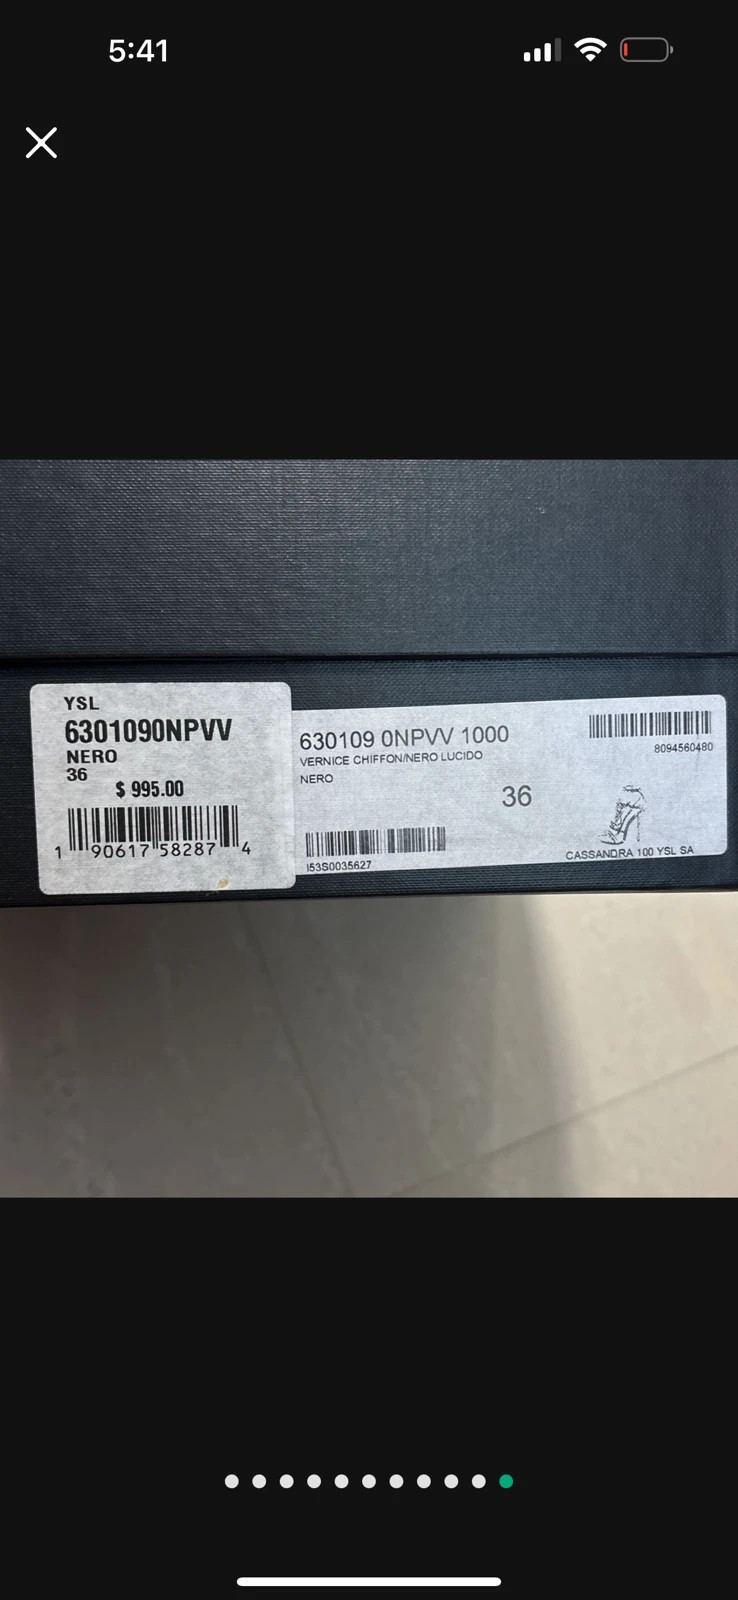 5:41
YSL
6301090NPVV
NERO
36
$ 995.00
1 90617 58287 4
630109 0NPVV 1000
VERNICE CHIFFON/NERO LUCIDO
NERO
36
8094560480
I53S0035627
CASSANDRA 100 YSL SA